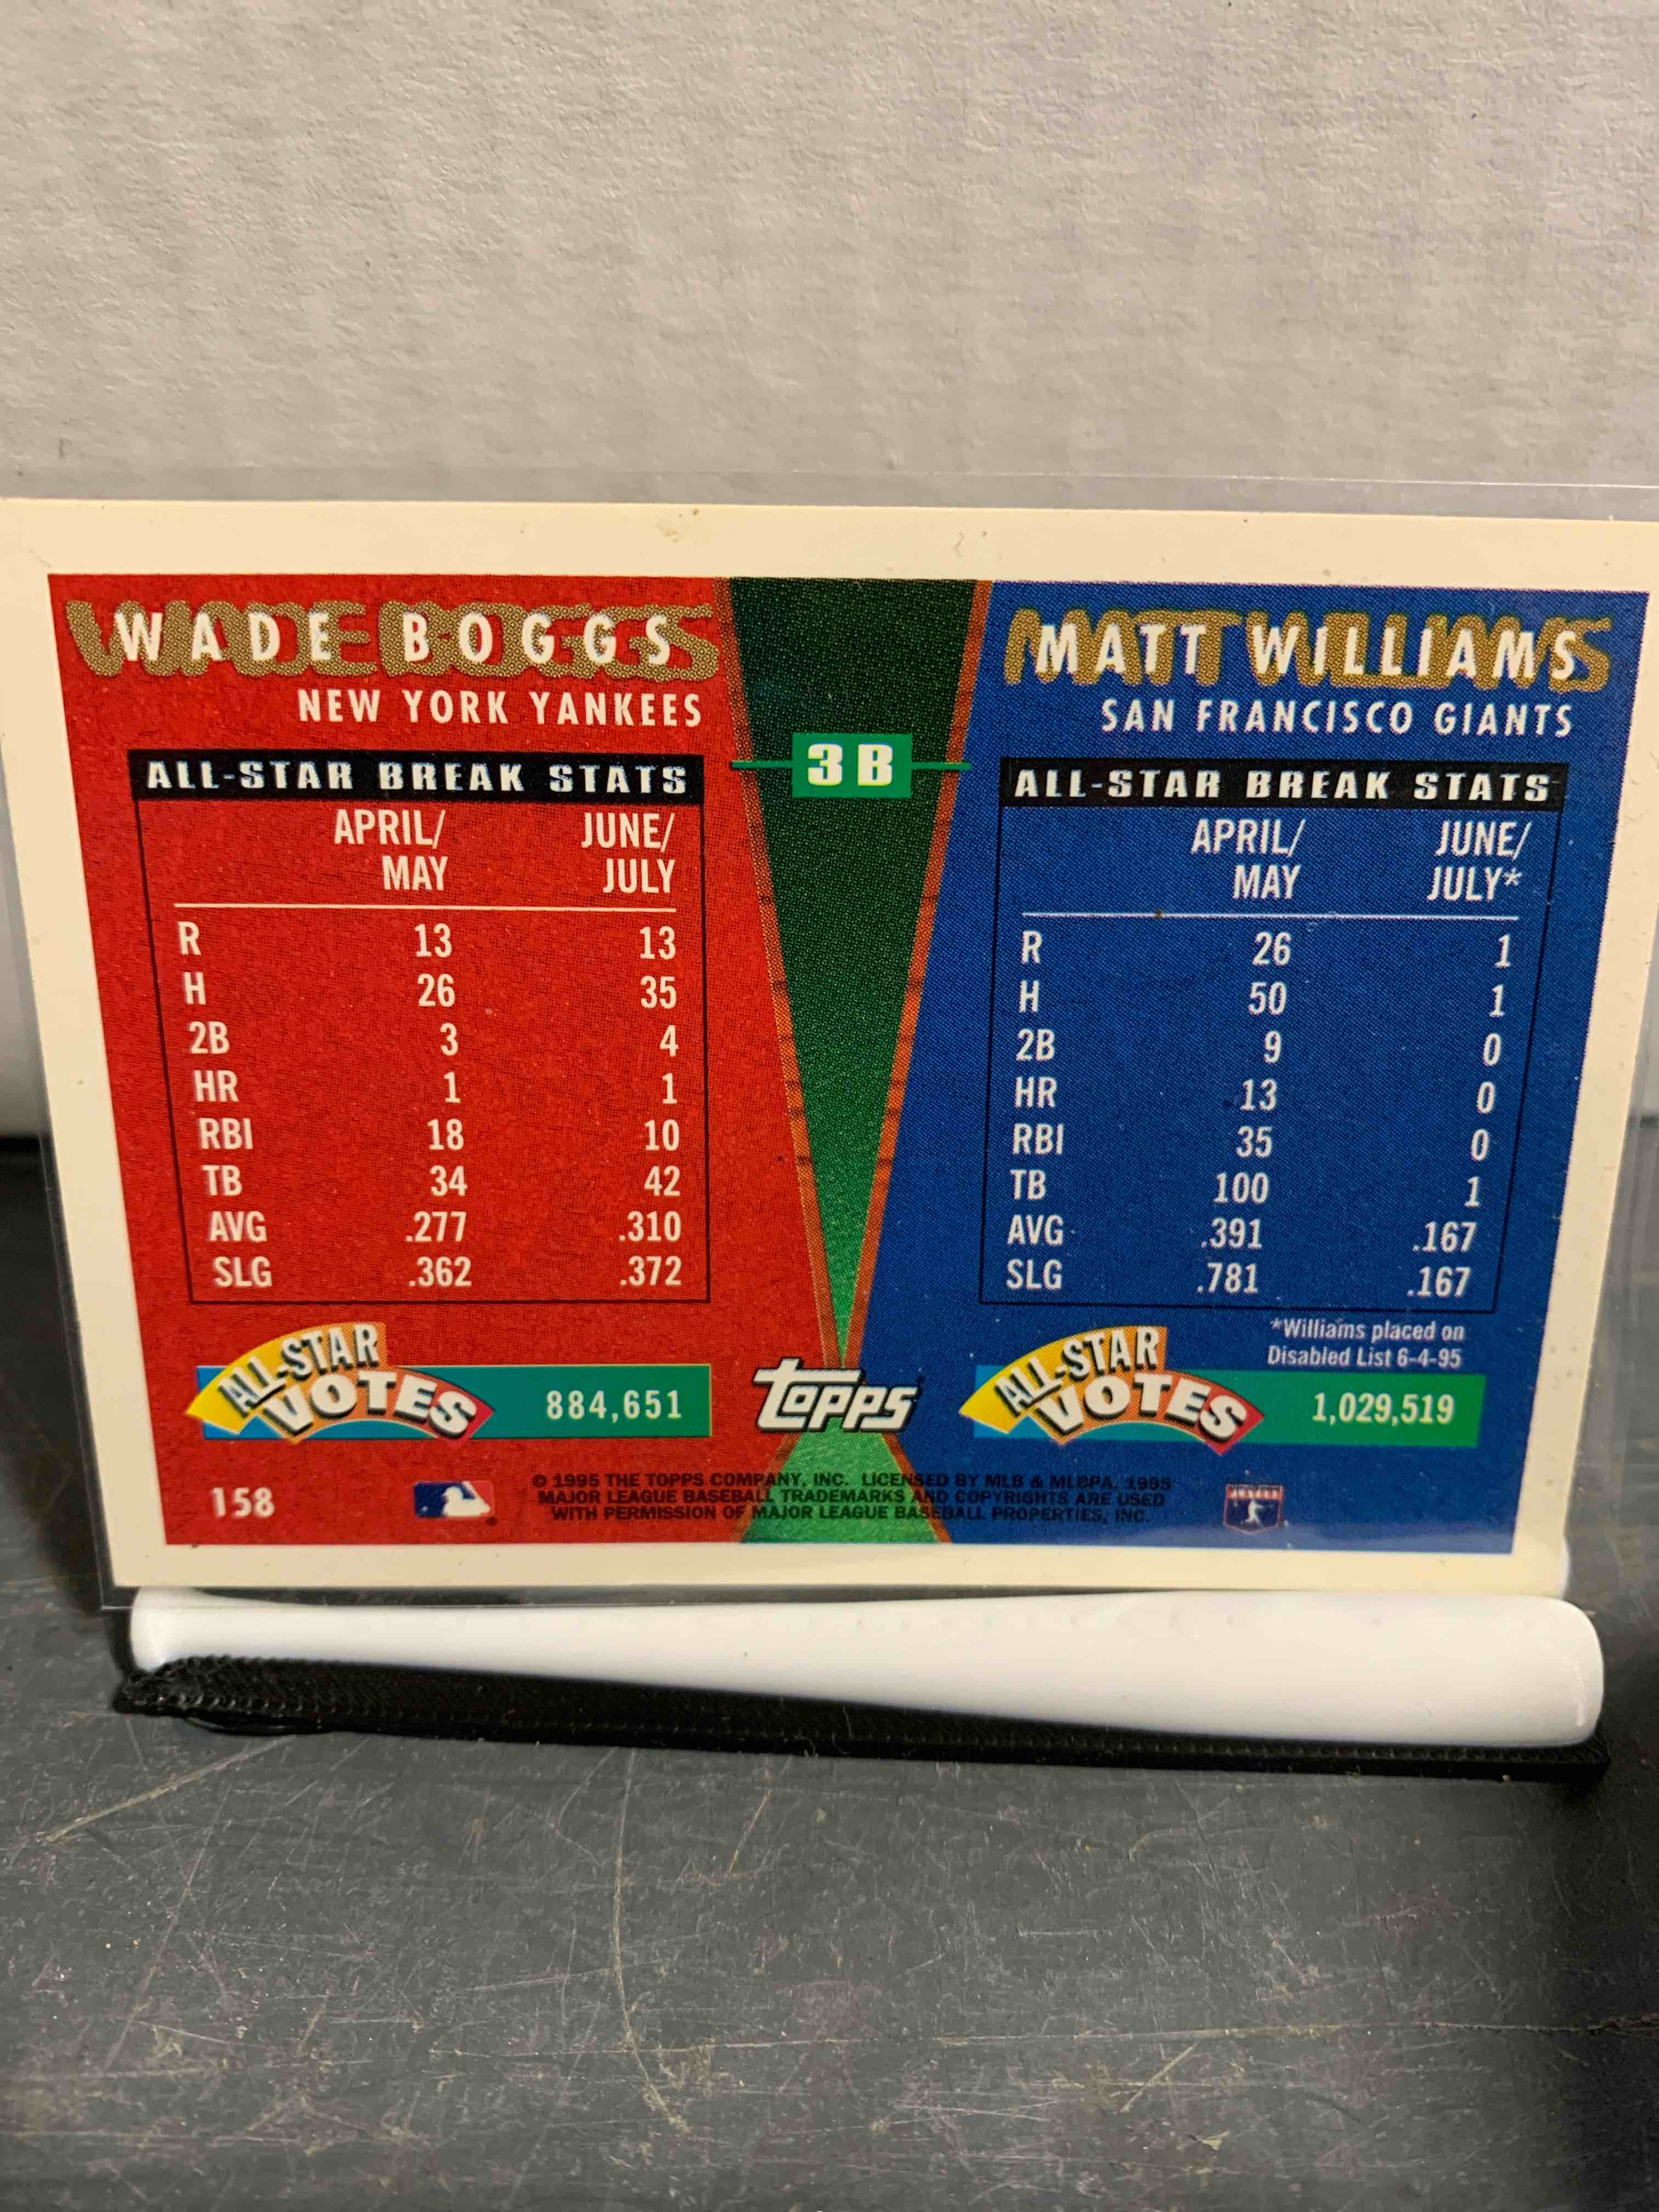 WADE BOGGS
NEW YORK YANKEES
ALL-STAR BREAK STATS
APRIL/ JUNE/
MAY JULY
R 13 13
H 26 35
2B 3 4
HR 1 1
RBI 18 10
TB 34 42
AVG .277 .310
SLG .362 .372
ALL-STAR
VOTES 884,651
158
3B
MATT WILLIAMS
SAN FRANCISCO GIANTS
ALL-STAR BREAK STATS
APRIL/ JUNE/
MAY JULY*
R 26 1
H 50 1
2B 9 0
HR 13 0
RBI 35 0
TB 100 1
AVG .391 .167
SLG .781 .167
*Williams placed on
Disabled List 6-4-95
ALL-STAR
VOTES 1,029,519
topps
© 1995 THE TOPPS COMPANY, INC. LICENSED BY MLB & MLBPA, 1995
MAJOR LEAGUE BASEBALL TRADEMARKS AND COPYRIGHTS ARE USED
WITH PERMISSION OF MAJOR LEAGUE BASEBALL PROPERTIES, INC.